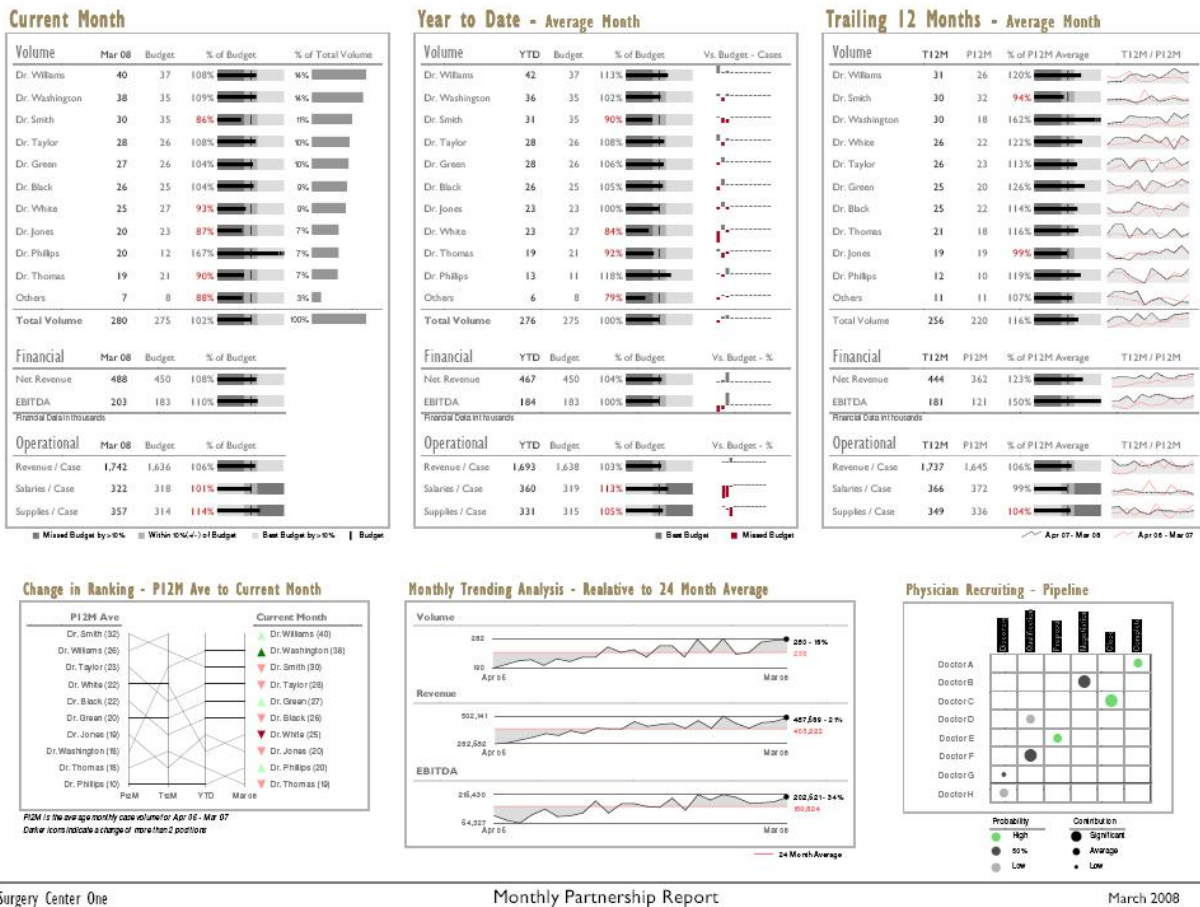 Current Month
Volume Mar 08 Budget % of Budget % of Total Volume
Dr. Williams 40 37 108% 14%
Dr. Washington 38 35 109% 14%
Dr. Smith 30 35 86% 11%
Dr. Taylor 28 26 108% 10%
Dr. Green 27 26 104% 10%
Dr. Black 26 25 104% 9%
Dr. White 25 27 93% 9%
Dr. Jones 20 23 87% 7%
Dr. Phillips 20 12 167% 7%
Dr. Thomas 19 21 90% 7%
Others 7 8 88% 3%
Total Volume 280 275 102% 100%
Financial Mar 08 Budget % of Budget
Net Revenue 488 450 108%
EBITDA 203 183 110%
Financial Data in thousands
Operational Mar 08 Budget % of Budget
Revenue / Case 1,742 1,636 106%
Salaries / Case 322 318 101%
Supplies / Case 357 314 114%
Missed Budget by >10% Within 10%(+/-) of Budget Beat Budget by >10% Budget
Year to Date - Average Month
Volume YTD Budget % of Budget Vs. Budget - Cases
Dr. Williams 42 37 113%
Dr. Washington 36 35 102%
Dr. Smith 31 35 90%
Dr. Taylor 28 26 108%
Dr. Green 28 26 106%
Dr. Black 26 25 105%
Dr. Jones 23 23 100%
Dr. White 23 27 84%
Dr. Thomas 19 21 92%
Dr. Phillips 13 11 118%
Others 6 8 79%
Total Volume 276 275 100%
Financial YTD Budget % of Budget Vs. Budget - %
Net Revenue 467 450 104%
EBITDA 184 183 100%
Financial Data in thousands
Operational YTD Budget % of Budget Vs. Budget - %
Revenue / Case 1,693 1,638 103%
Salaries / Case 360 319 113%
Supplies / Case 331 315 105%
Beat Budget Missed Budget
Trailing 12 Months - Average Month
Volume T12M P12M % of P12M Average T12M / P12M
Dr. Williams 31 26 120%
Dr. Smith 30 32 94%
Dr. Washington 30 18 162%
Dr. White 26 22 122%
Dr. Taylor 26 23 113%
Dr. Green 25 20 126%
Dr. Black 25 22 114%
Dr. Thomas 21 18 116%
Dr. Jones 19 19 99%
Dr. Phillips 12 10 119%
Others 11 11 107%
Total Volume 256 220 116%
Financial T12M P12M % of P12M Average T12M / P12M
Net Revenue 444 362 123%
EBITDA 181 121 150%
Financial Data in thousands
Operational T12M P12M % of P12M Average T12M / P12M
Revenue / Case 1,737 1,645 106%
Salaries / Case 366 372 99%
Supplies / Case 349 336 104%
Apr 07 - Mar 08 Apr 06 - Mar 07
Change in Ranking - P12M Ave to Current Month
P12M Ave Current Month
Dr. Smith (32) Dr. Williams (40)
Dr. Williams (26) Dr. Washington (38)
Dr. Taylor (23) Dr. Smith (30)
Dr. White (22) Dr. Taylor (28)
Dr. Black (22) Dr. Green (27)
Dr. Green (20) Dr. Black (26)
Dr. Jones (19) Dr. White (25)
Dr. Washington (18) Dr. Jones (20)
Dr. Thomas (18) Dr. Phillips (20)
Dr. Phillips (10) Dr. Thomas (19)
P12M T12M YTD Mar 08
P12M is the average monthly case volume for Apr 06 - Mar 07
Darker icons indicate a change of more than 2 positions
Monthly Trending Analysis - Realative to 24 Month Average
Volume
282 280 - 18%
190
Apr 06 Mar 08
Revenue
502,141 487,689 - 21%
403,222
282,582
Apr 06 Mar 08
EBITDA
215,430 202,521 - 34%
150,824
64,327
Apr 06 Mar 08
24 Month Average
Physician Recruiting - Pipeline
Qualification Proposal Negotiation Close Complete
Doctor A
Doctor B
Doctor C
Doctor D
Doctor E
Doctor F
Doctor G
Doctor H
Probability Contribution
High Significant
50% Average
Low Low
Surgery Center One Monthly Partnership Report March 2008